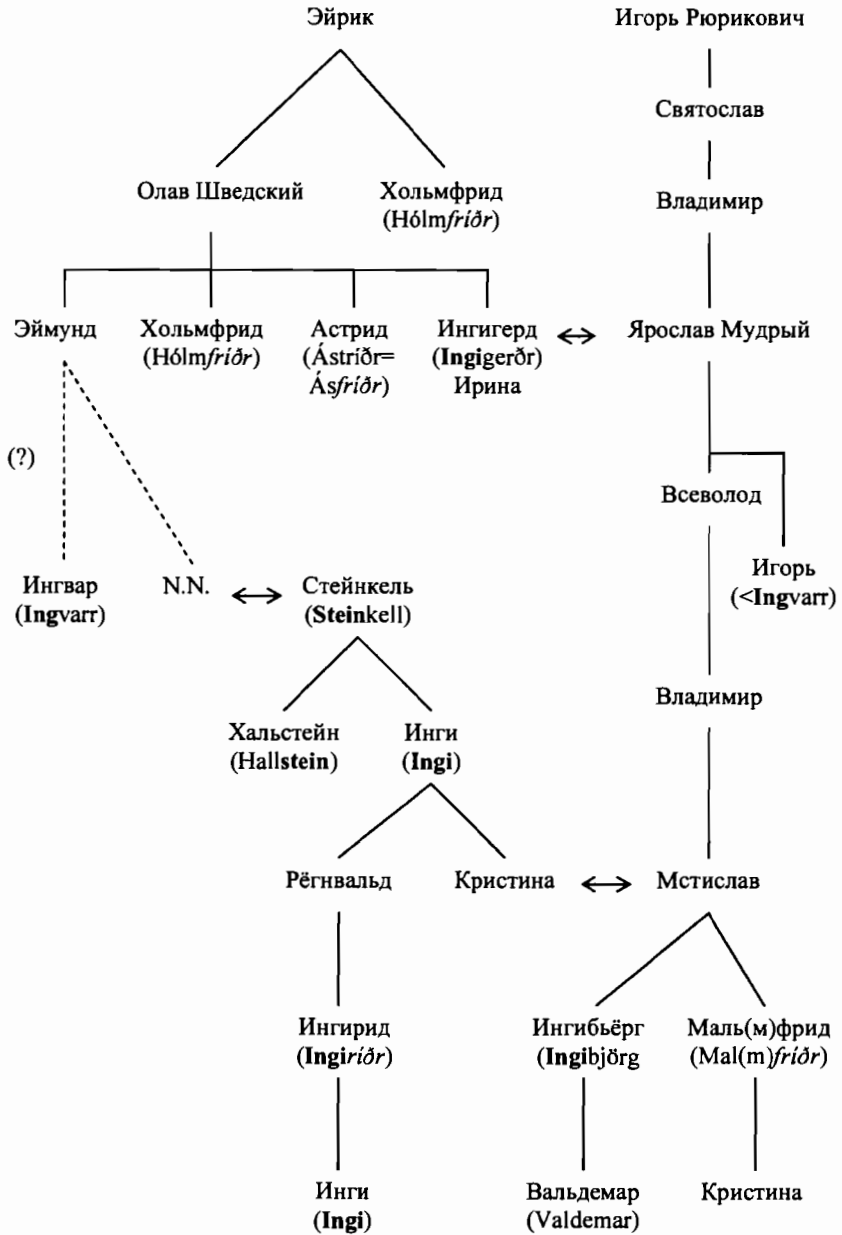 Эйрик Игорь Рюрикович
Святослав
Олав Шведский Хольмфрид Владимир
(Hólmfríðr)
Эймунд Хольмфрид Астрид Ингигерд Ярослав Мудрый
(Hólmfríðr) (Ástríðr= (Ingigerðr)
Ásfríðr) Ирина
(?)
Всеволод
Ингвар N.N. Стейнкель Игорь
(Ingvarr) (Steinkell) (<Ingvarr)
Владимир
Хальстейн Инги
(Hallstein) (Ingi)
Рёгнвальд Кристина Мстислав
Ингирид Ингибьёрг Маль(м)фрид
(Ingiríðr) (Ingibjörg (Mal(m)fríðr)
Инги Вальдемар Кристина
(Ingi) (Valdemar)